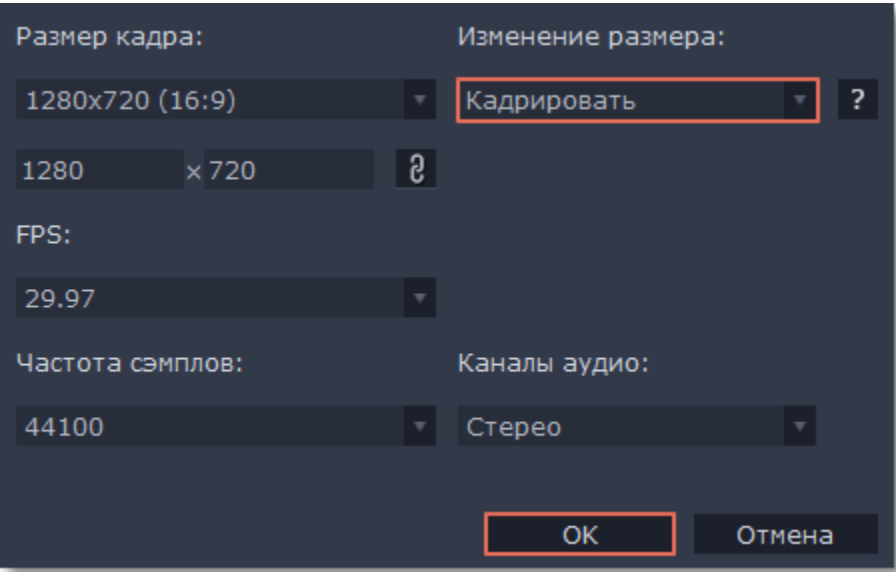 Размер кадра: Изменение размера:
1280x720 (16:9) Кадрировать ?
1280 × 720
FPS:
29.97
Частота сэмплов: Каналы аудио:
44100 Стерео
OK Отмена